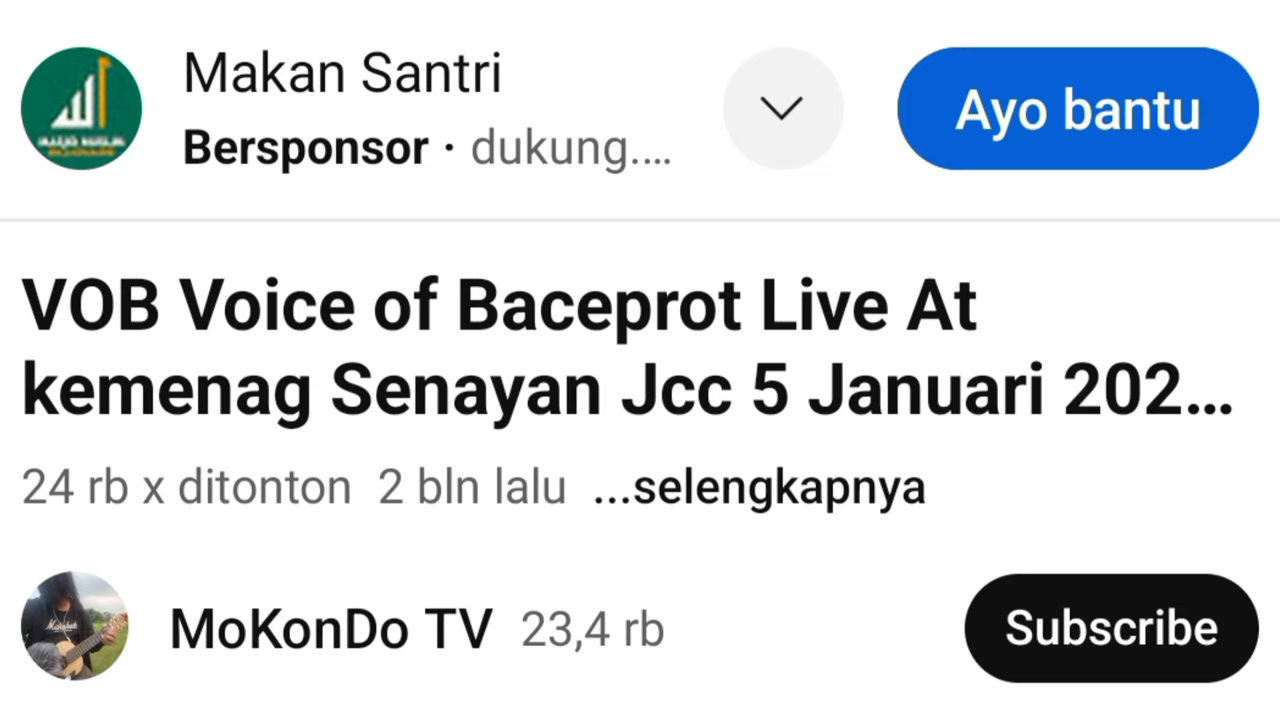 Makan Santri
Bersponsor · dukung....
Ayo bantu
VOB Voice of Baceprot Live At
kemenag Senayan Jcc 5 Januari 202...
24 rb x ditonton 2 bln lalu ...selengkapnya
MoKonDo TV 23,4 rb
Subscribe